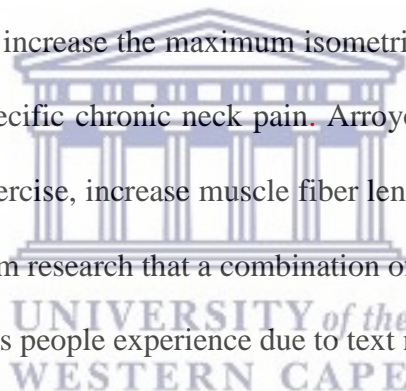 increase the maximum isometri
ecific chronic neck pain. Arroyo
ercise, increase muscle fiber len
m research that a combination o
UNIVERSITY of the
s people experience due to text
WESTERN CAPE